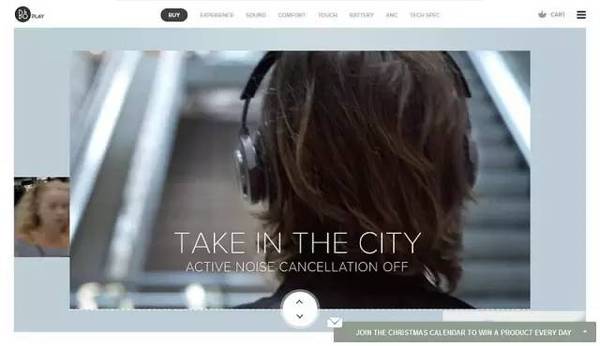 B&O PLAY
BUY EXPERIENCE SOUND COMFORT TOUCH BATTERY ANC TECH SPEC
CART
TAKE IN THE CITY
ACTIVE NOISE CANCELLATION OFF
JOIN THE CHRISTMAS CALENDAR TO WIN A PRODUCT EVERY DAY